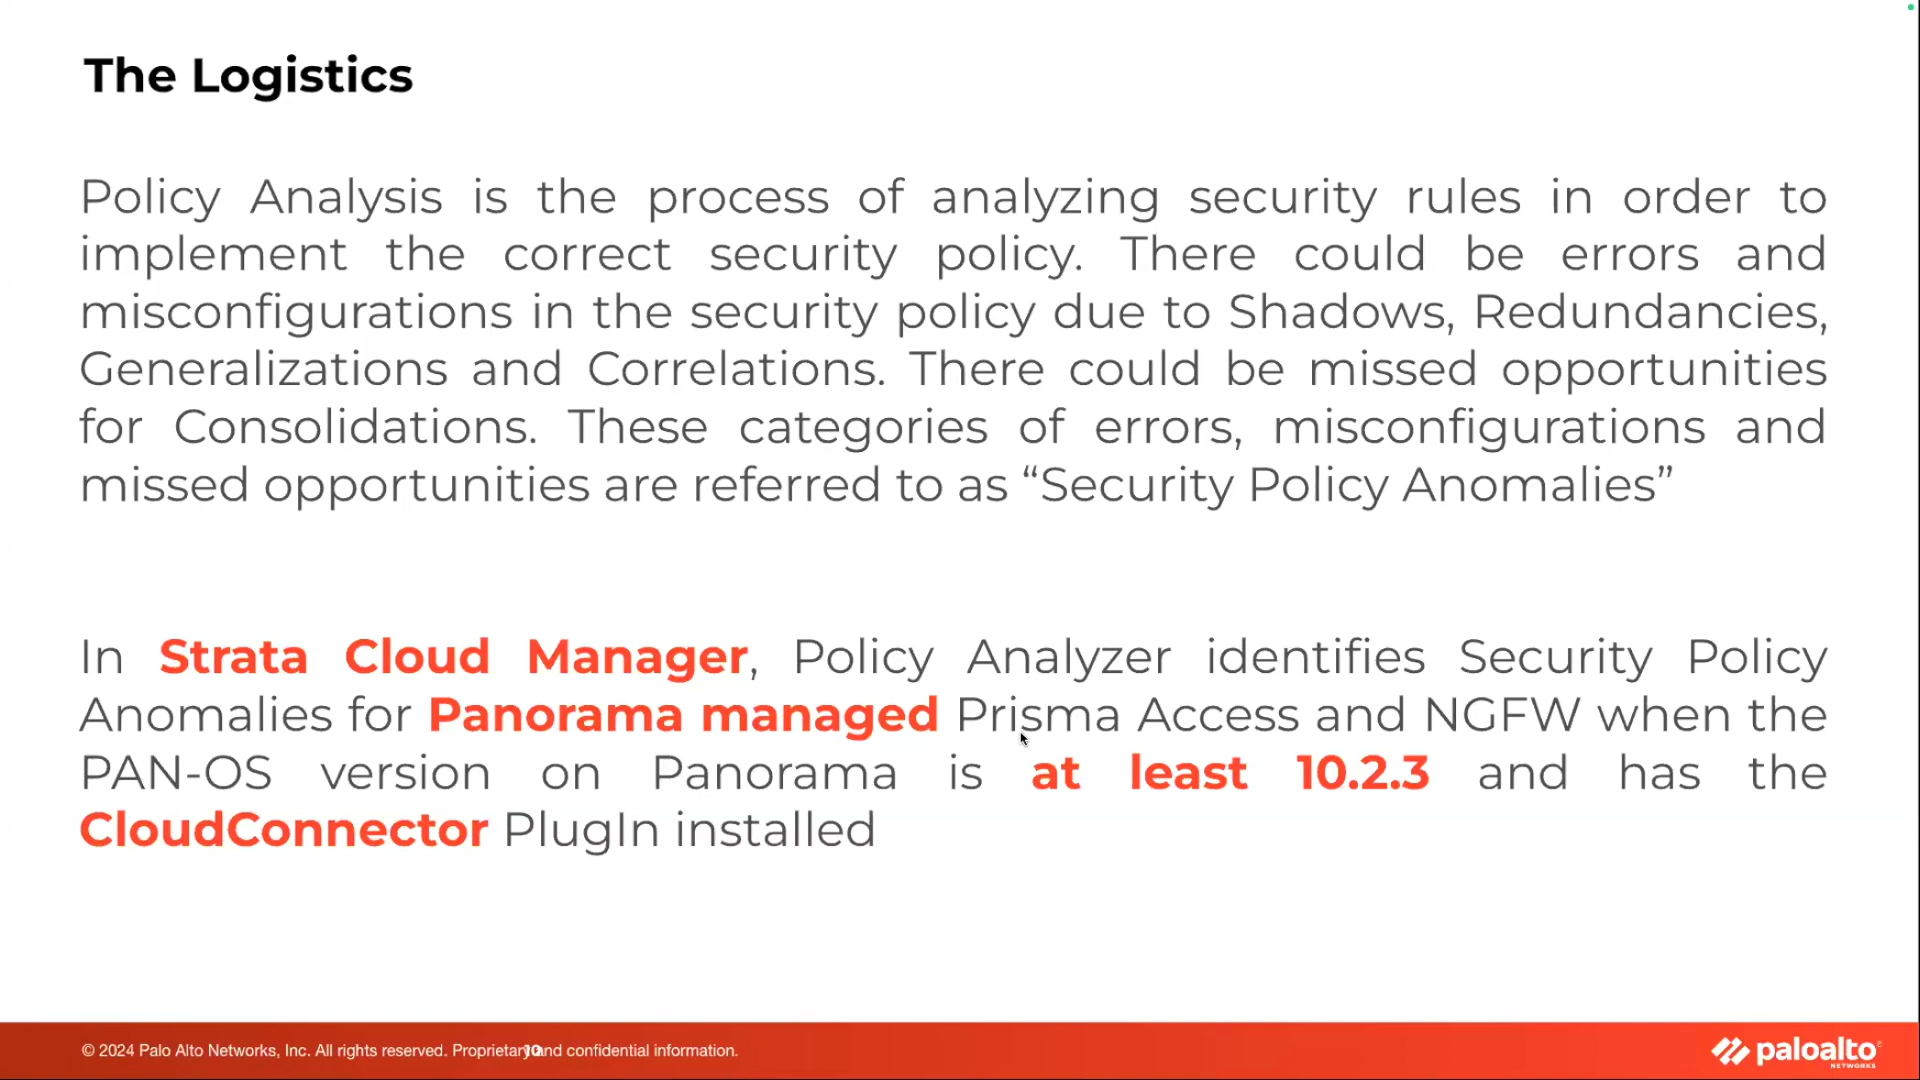 The Logistics
Policy Analysis is the process of analyzing security rules in order to
implement the correct security policy. There could be errors and
misconfigurations in the security policy due to Shadows, Redundancies,
Generalizations and Correlations. There could be missed opportunities
for Consolidations. These categories of errors, misconfigurations and
missed opportunities are referred to as “Security Policy Anomalies”
In Strata Cloud Manager, Policy Analyzer identifies Security Policy
Anomalies for Panorama managed Prisma Access and NGFW when the
PAN-OS version on Panorama is at least 10.2.3 and has the
CloudConnector PlugIn installed
© 2024 Palo Alto Networks, Inc. All rights reserved. Proprietary and confidential information.
10
paloalto
NETWORKS